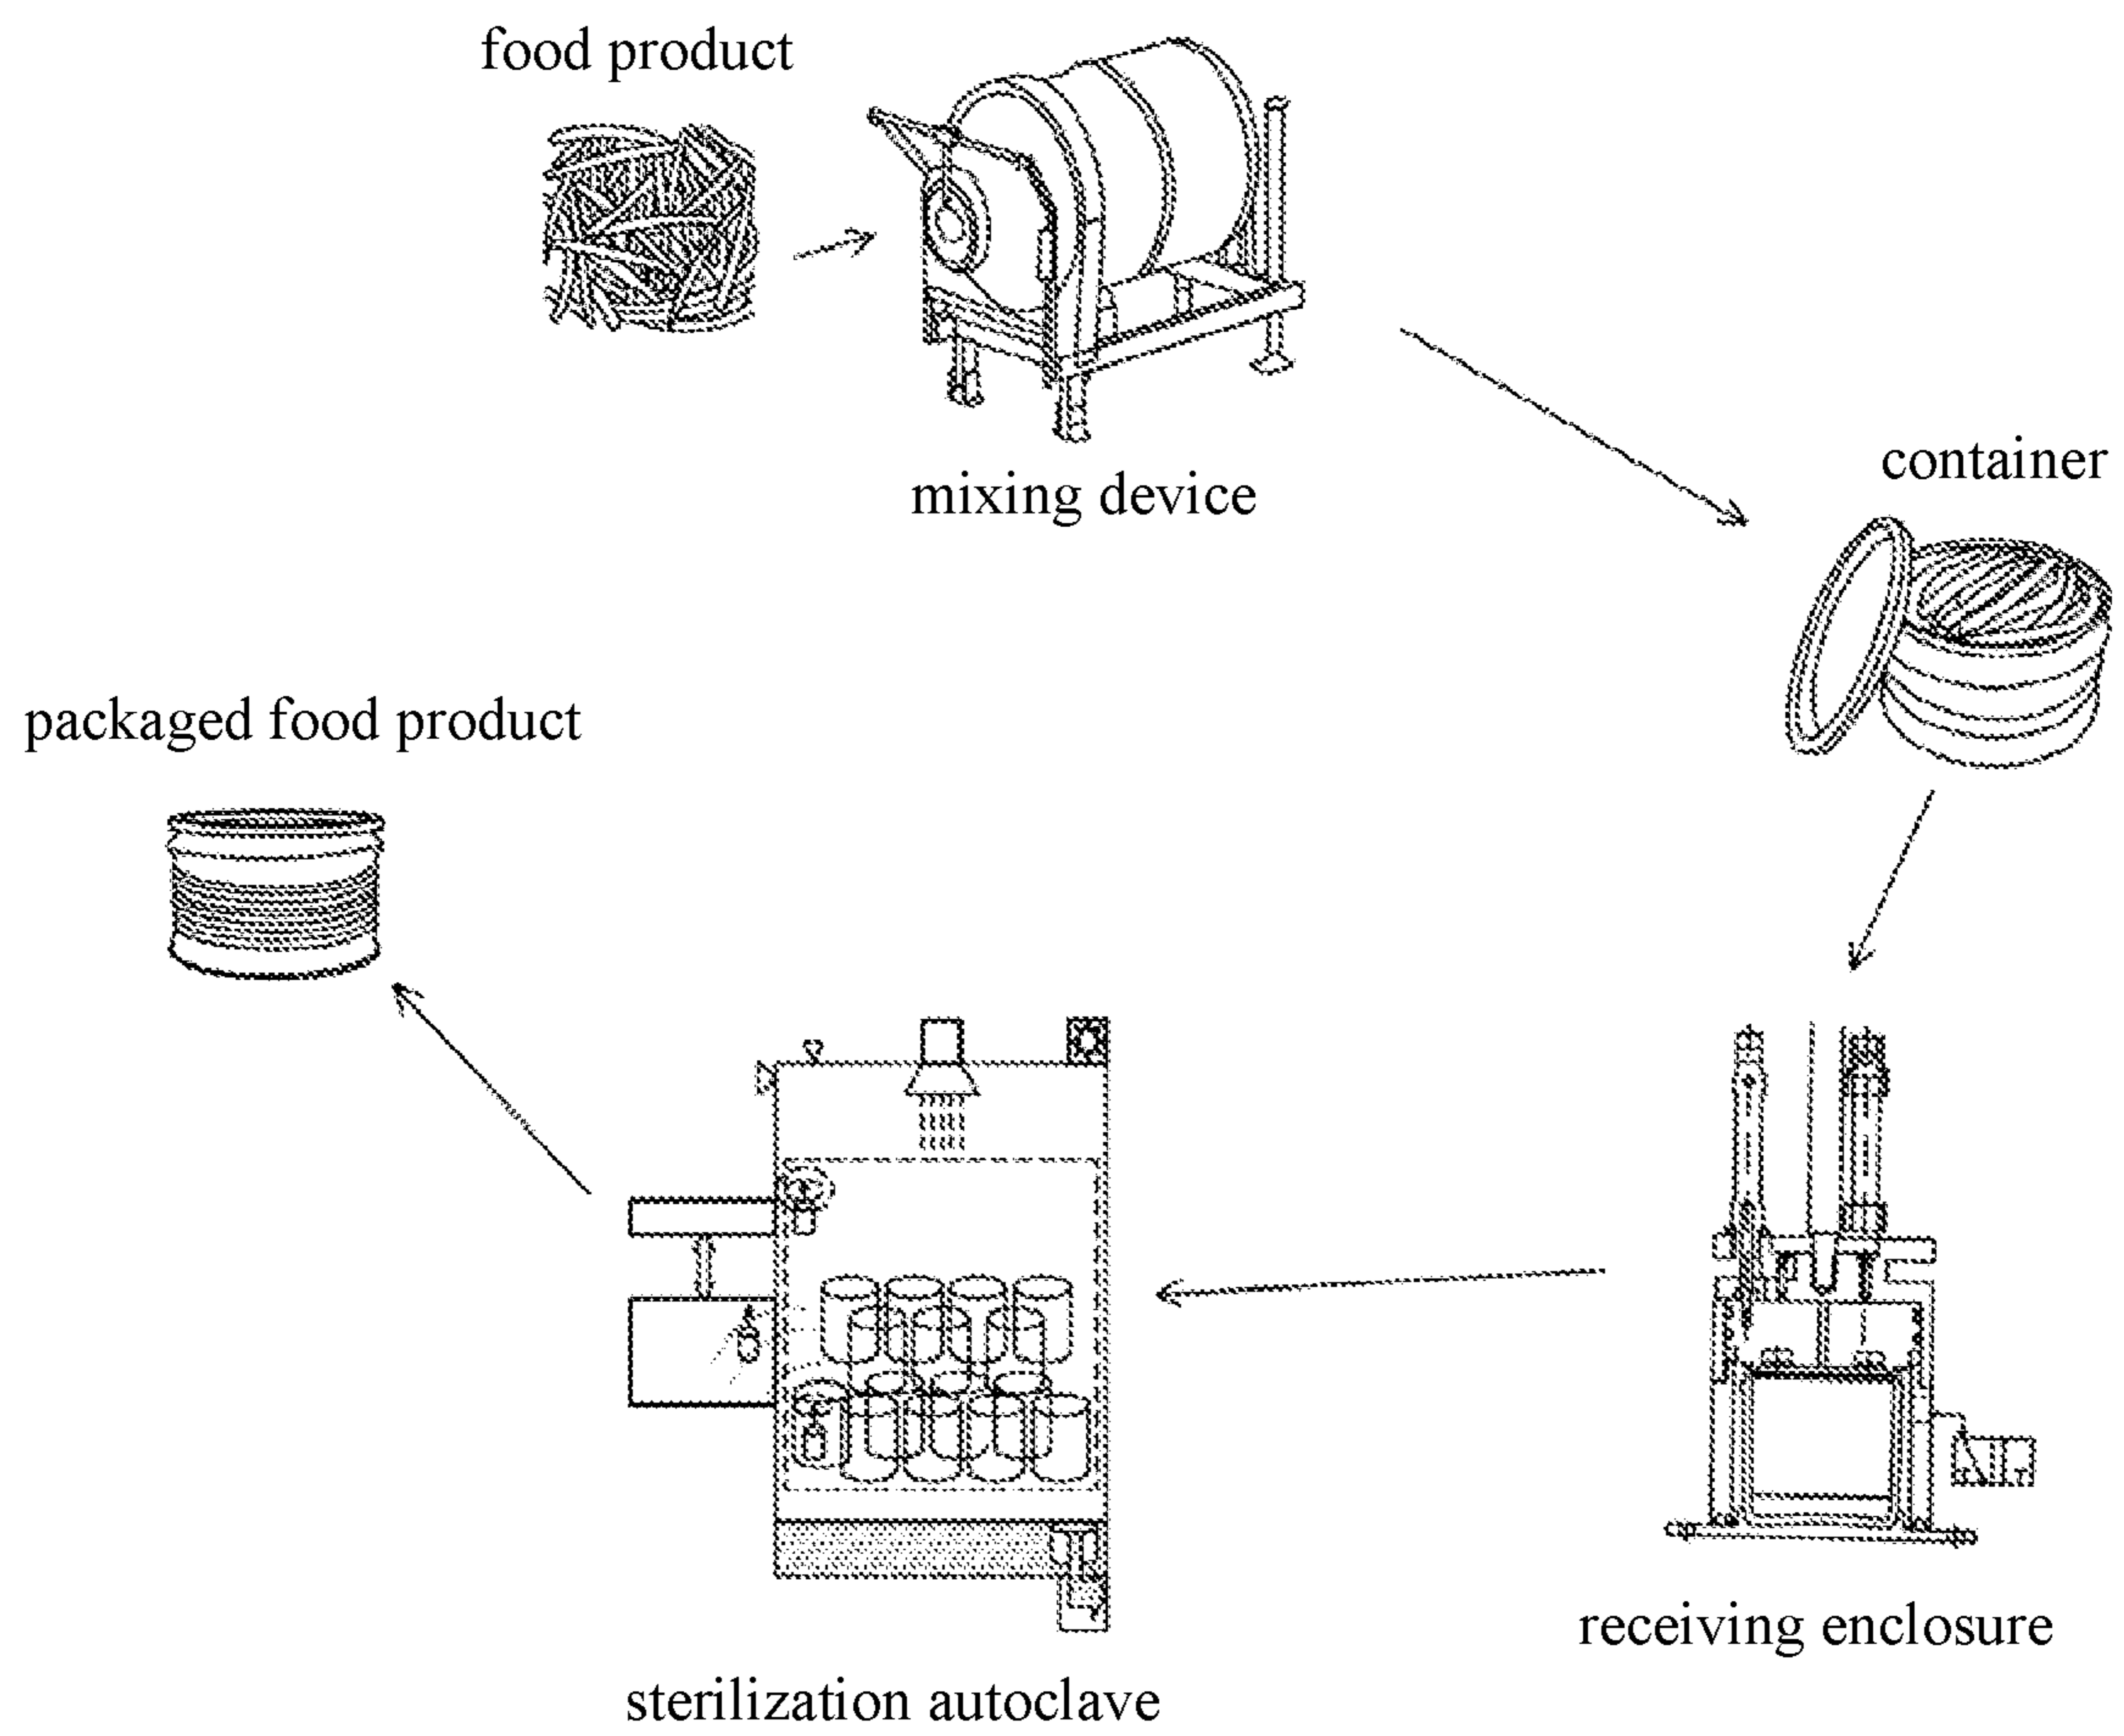 food product
mixing device
container
packaged food product
receiving enclosure
sterilization autoclave